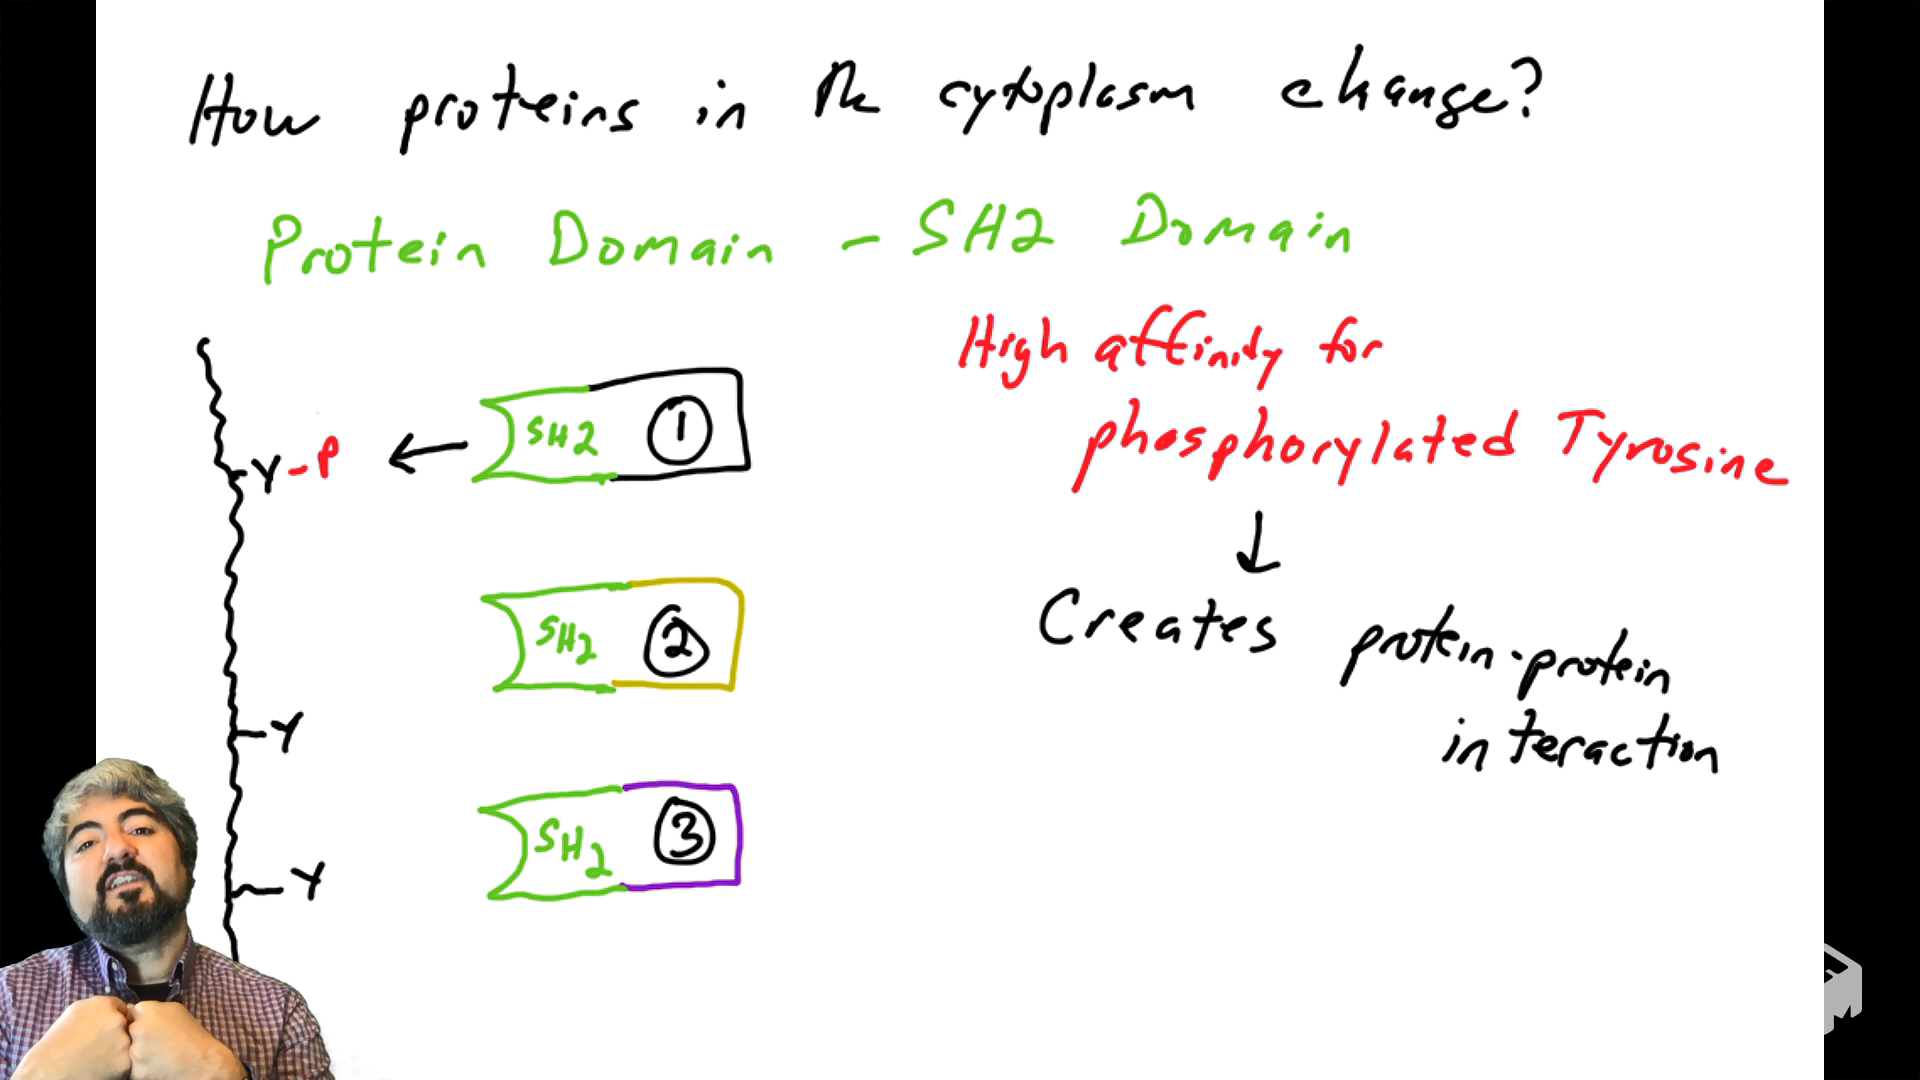 How proteins in the cytoplasm change?
Protein Domain - SH2 Domain
High affinity for
phosphorylated Tyrosine
Y-P
SH2 1
Creates protein-protein
interaction
SH2 2
Y
SH2 3
Y